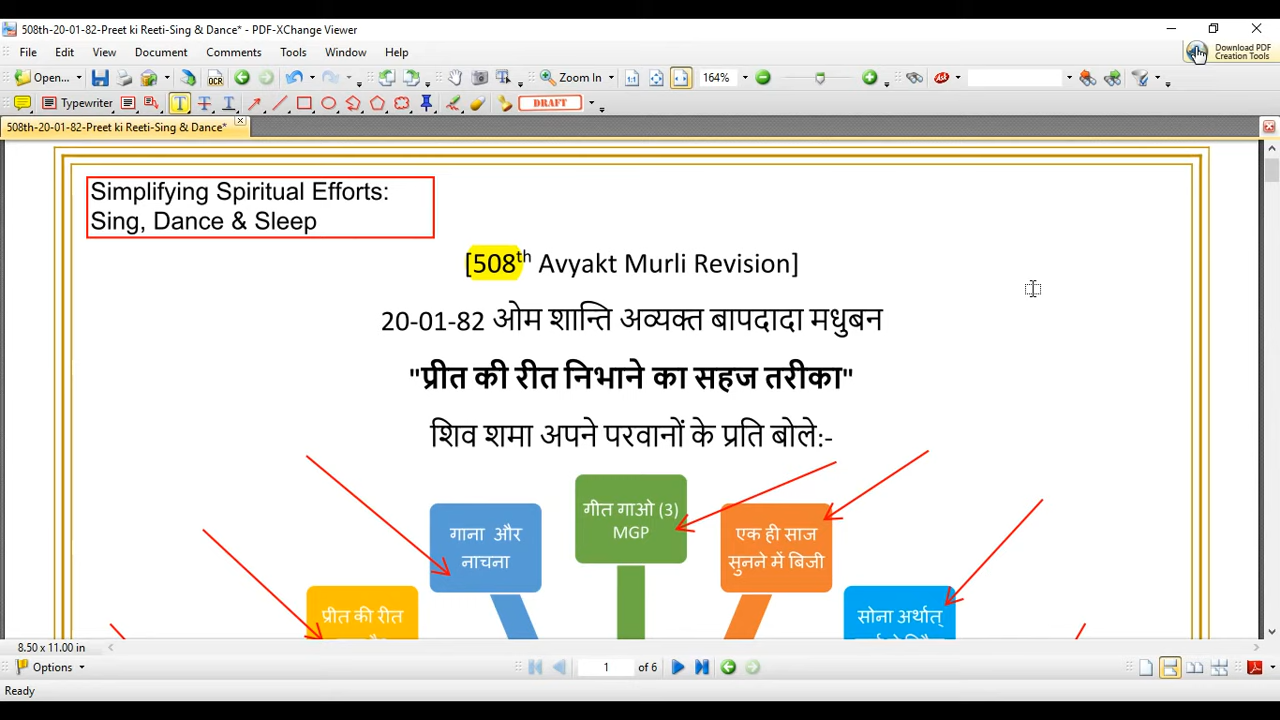 508th-20-01-82-Preet ki Reeti-Sing & Dance* - PDF-XChange Viewer
File Edit View Document Comments Tools Window Help
Download PDF
Creation Tools
Open... OCR Zoom In 164%
Typewriter DRAFT
508th-20-01-82-Preet ki Reeti-Sing & Dance*
Simplifying Spiritual Efforts:
Sing, Dance & Sleep
[508th Avyakt Murli Revision]
20-01-82 ओम शान्ति अव्यक्त बापदादा मधुबन
"प्रीत की रीत निभाने का सहज तरीका"
शिव शमा अपने परवानों के प्रति बोले:-
गीत गाओ (3)
MGP
गाना और
नाचना
एक ही साज
सुनने में बिजी
प्रीत की रीत
सोना अर्थात्
8.50 x 11.00 in
Options 1 of 6
Ready